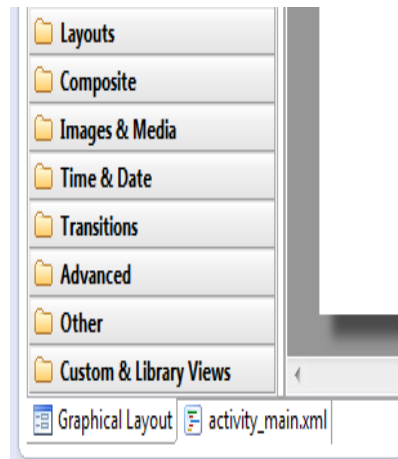 Layouts
Composite
Images & Media
Time & Date
Transitions
Advanced
Other
Custom & Library Views
Graphical Layout activity_main.xml